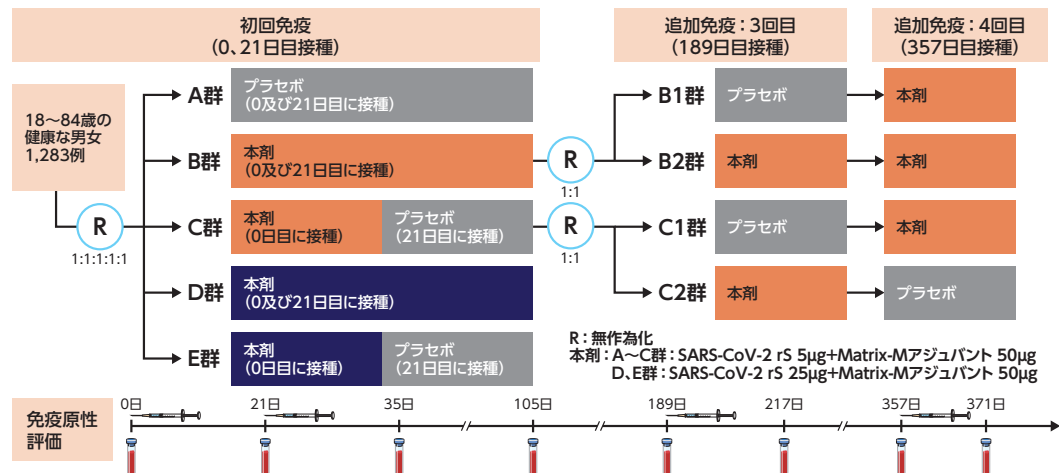 初回免疫
(0、21日目接種)
追加免疫：3回目
(189日目接種)
追加免疫：4回目
(357日目接種)
18〜84歳の
健康な男女
1,283例
R
1:1:1:1:1
A群
プラセボ
(0及び21日目に接種)
B群
本剤
(0及び21日目に接種)
R
1:1
B1群
プラセボ
本剤
B2群
本剤
本剤
C群
本剤
(0日目に接種)
プラセボ
(21日目に接種)
R
1:1
C1群
プラセボ
本剤
C2群
本剤
プラセボ
D群
本剤
(0及び21日目に接種)
E群
本剤
(0日目に接種)
プラセボ
(21日目に接種)
R：無作為化
本剤：A〜C群：SARS-CoV-2 rS 5μg+Matrix-Mアジュバント 50μg
D、E群：SARS-CoV-2 rS 25μg+Matrix-Mアジュバント 50μg
免疫原性
評価
0日
21日
35日
105日
189日
217日
357日
371日